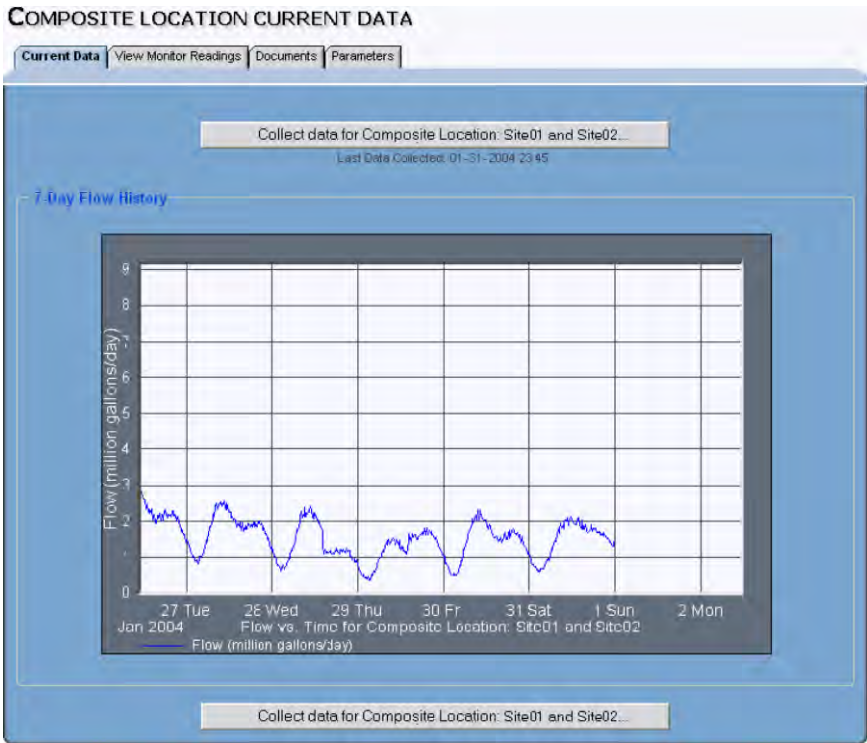 COMPOSITE LOCATION CURRENT DATA
Current Data View Monitor Readings Documents Parameters
Collect data for Composite Location: Site01 and Site02...
Last Data Collected: 01-31-2004 23:45
7-Day Flow History
9
8
7
6
5
4
3
2
1
0
Flow (million gallons/day)
27 Tue 28 Wed 29 Thu 30 Fr 31 Sat 1 Sun 2 Mon
Jan 2004 Flow vs. Time for Composite Location: Site01 and Site02
Flow (million gallons/day)
Collect data for Composite Location: Site01 and Site02...